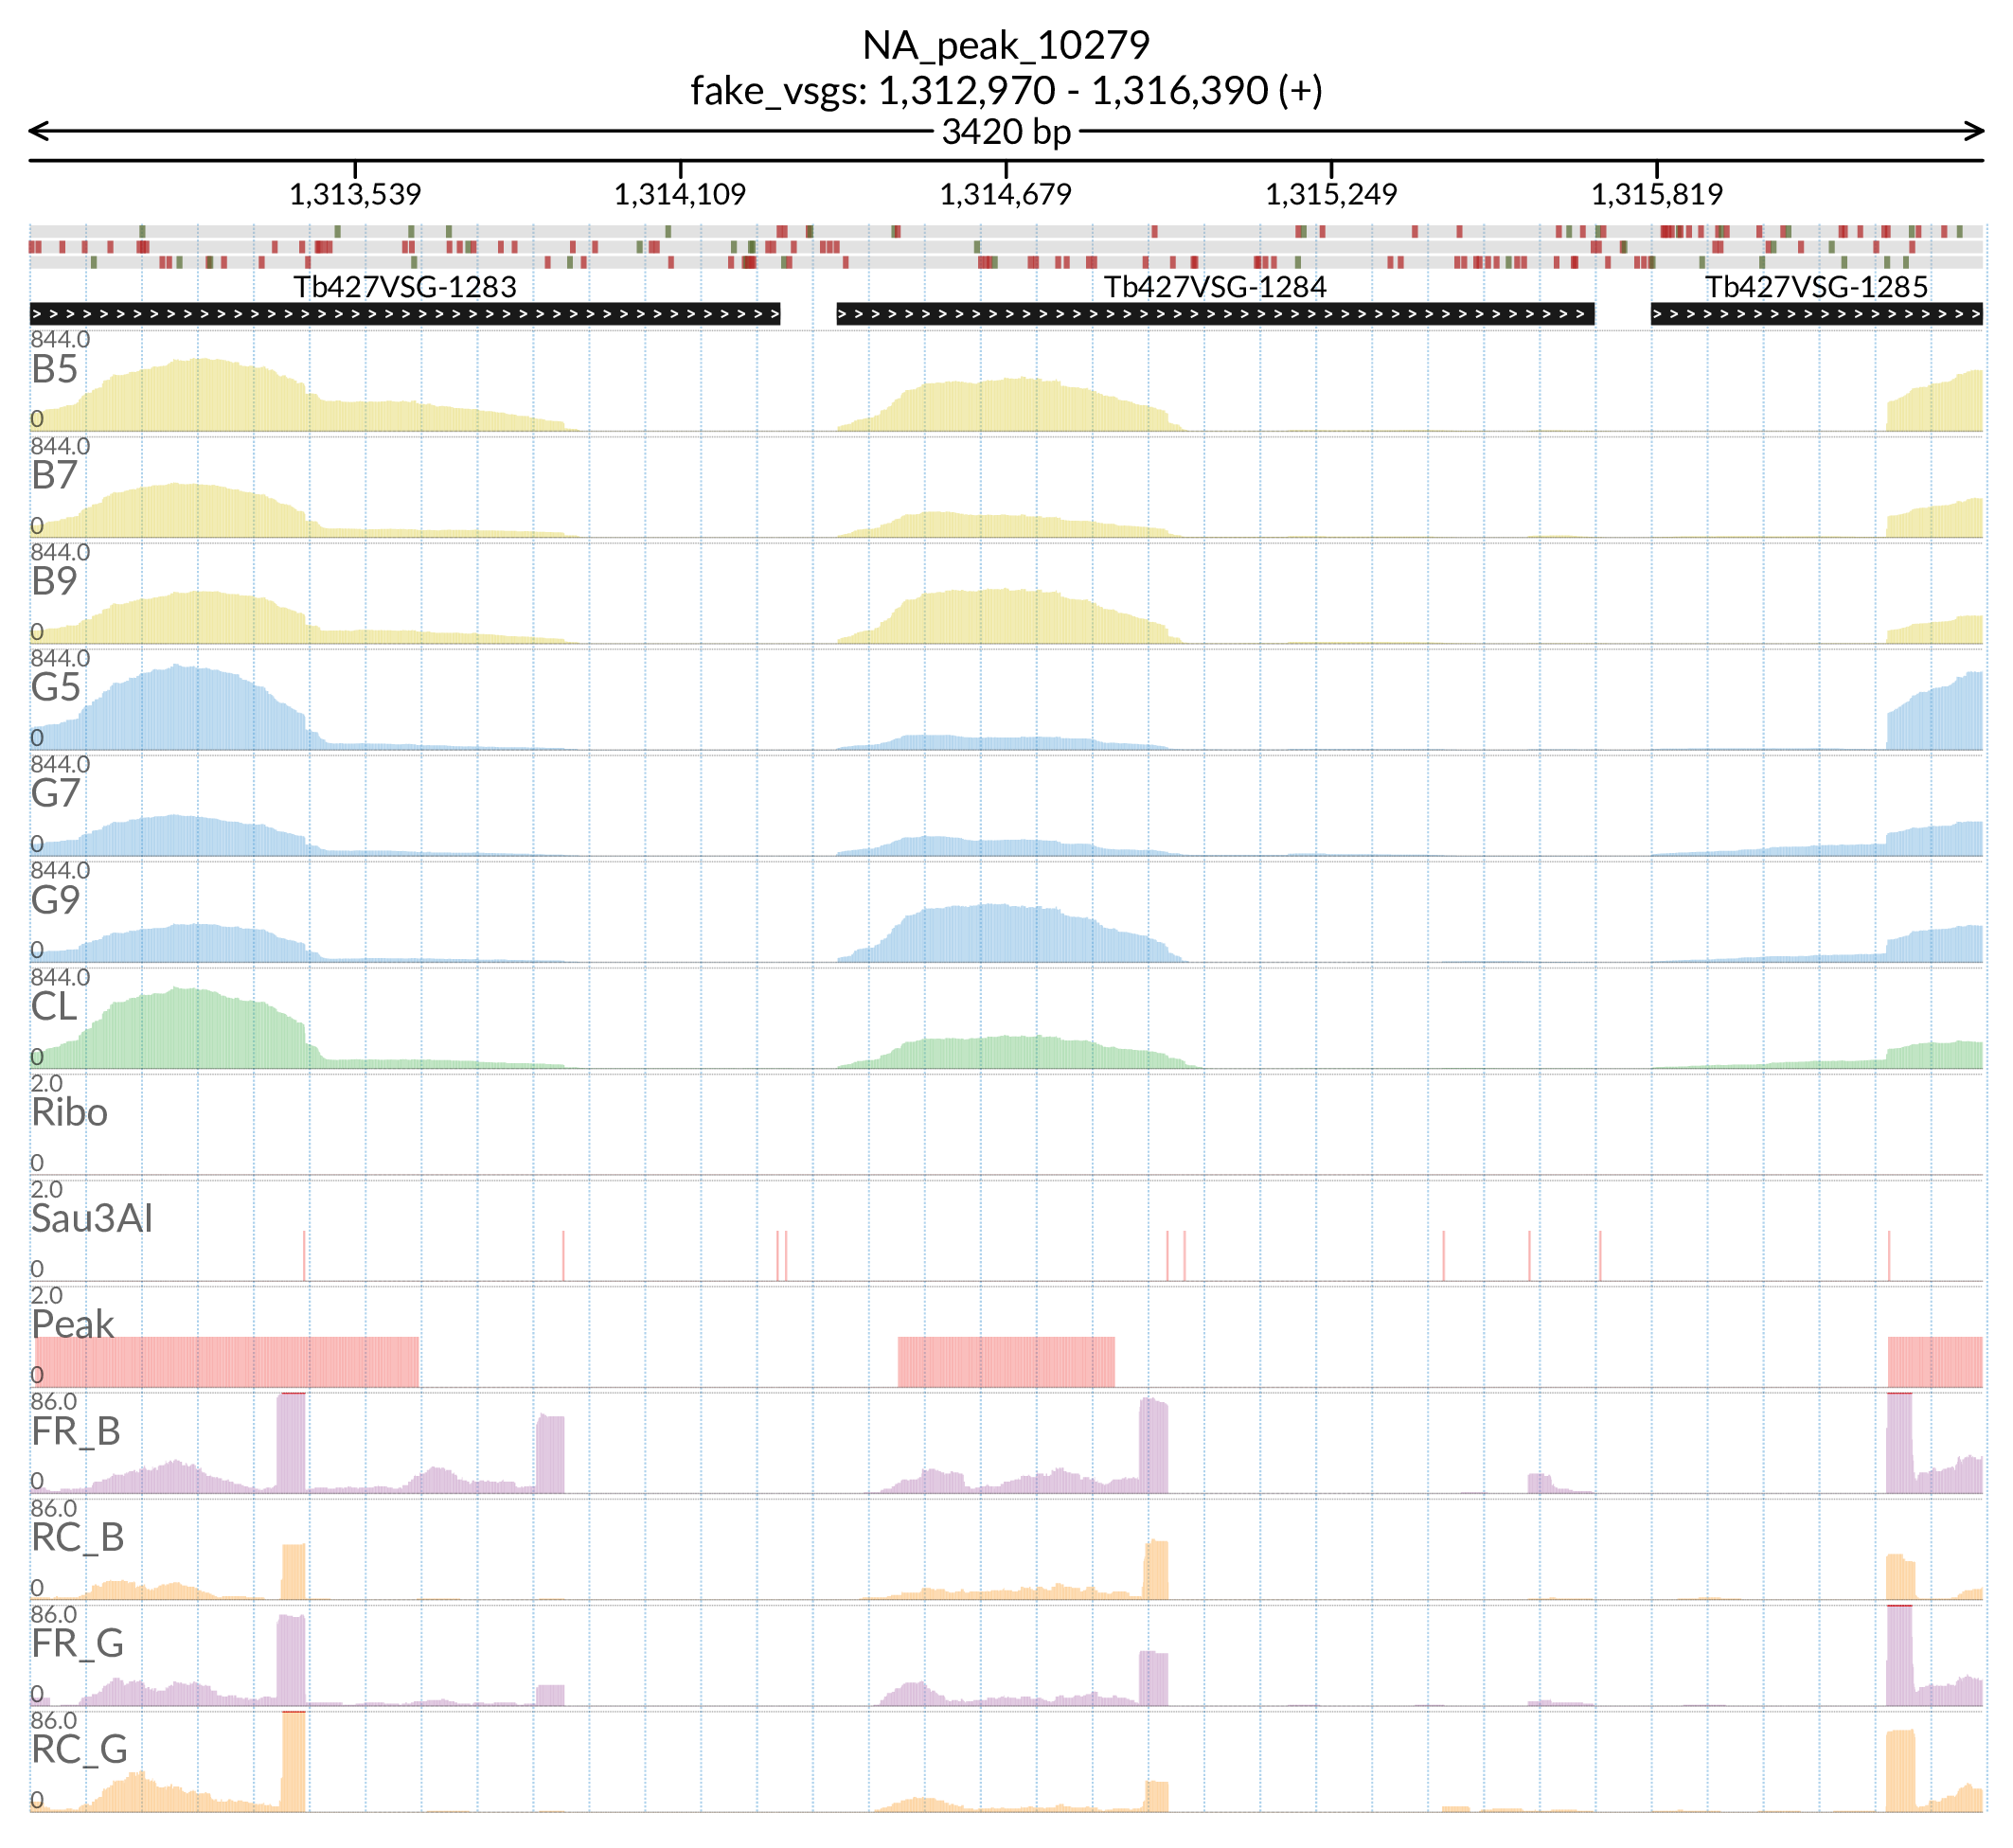 NA_peak_10279
fake_vsgs: 1,312,970 - 1,316,390 (+)
3420 bp
1,313,539 1,314,109 1,314,679 1,315,249 1,315,819
Tb427VSG-1283 Tb427VSG-1284 Tb427VSG-1285
844.0
B5
0
844.0
B7
0
844.0
B9
0
844.0
G5
0
844.0
G7
0
844.0
G9
0
844.0
CL
0
2.0
Ribo
0
2.0
Sau3AI
0
2.0
Peak
0
86.0
FR_B
0
86.0
RC_B
0
86.0
FR_G
0
86.0
RC_G
0